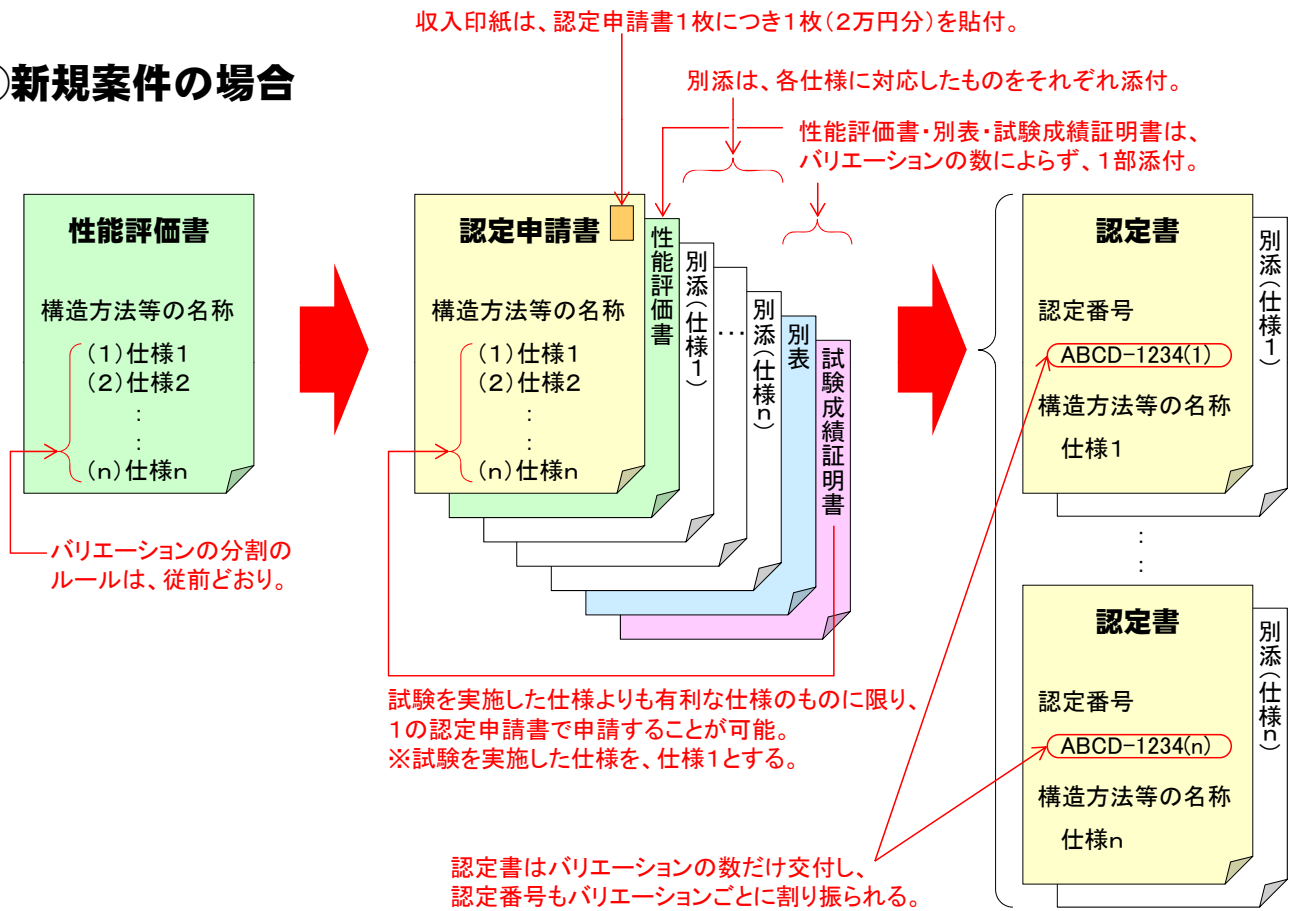 収入印紙は、認定申請書1枚につき1枚(2万円分)を貼付。
新規案件の場合
別添は、各仕様に対応したものをそれぞれ添付。
性能評価書・別表・試験成績証明書は、
バリエーションの数によらず、1部添付。
性能評価書
構造方法等の名称
(1)仕様1
(2)仕様2
:
:
(n)仕様n
バリエーションの分割の
ルールは、従前どおり。
認定申請書
構造方法等の名称
(1)仕様1
(2)仕様2
:
:
(n)仕様n
性能評価書
別添(仕様1)
…
別添(仕様n)
別表
試験成績証明書
試験を実施した仕様よりも有利な仕様のものに限り、
1の認定申請書で申請することが可能。
※試験を実施した仕様を、仕様1とする。
認定書
認定番号
ABCD-1234(1)
構造方法等の名称
仕様1
別添(仕様1)
:
:
認定書
認定番号
ABCD-1234(n)
構造方法等の名称
仕様n
別添(仕様n)
認定書はバリエーションの数だけ交付し、
認定番号もバリエーションごとに割り振られる。